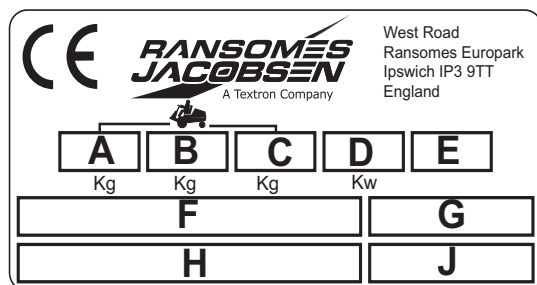 CE
RANSOMES
JACOBSEN
A Textron Company
West Road
Ransomes Europark
Ipswich IP3 9TT
England
A B C D E
Kg Kg Kg Kw
F G
H J